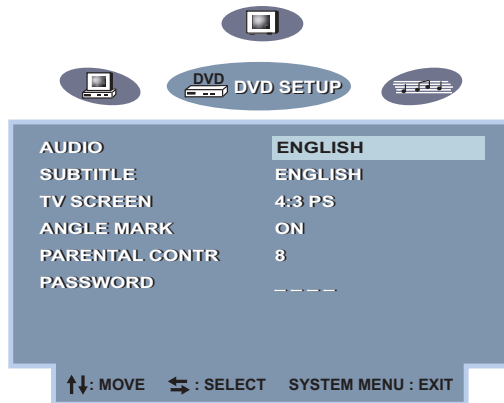 DVD DVD SETUP
AUDIO ENGLISH
SUBTITLE ENGLISH
TV SCREEN 4:3 PS
ANGLE MARK ON
PARENTAL CONTR 8
PASSWORD _ _ _ _
: MOVE : SELECT SYSTEM MENU : EXIT